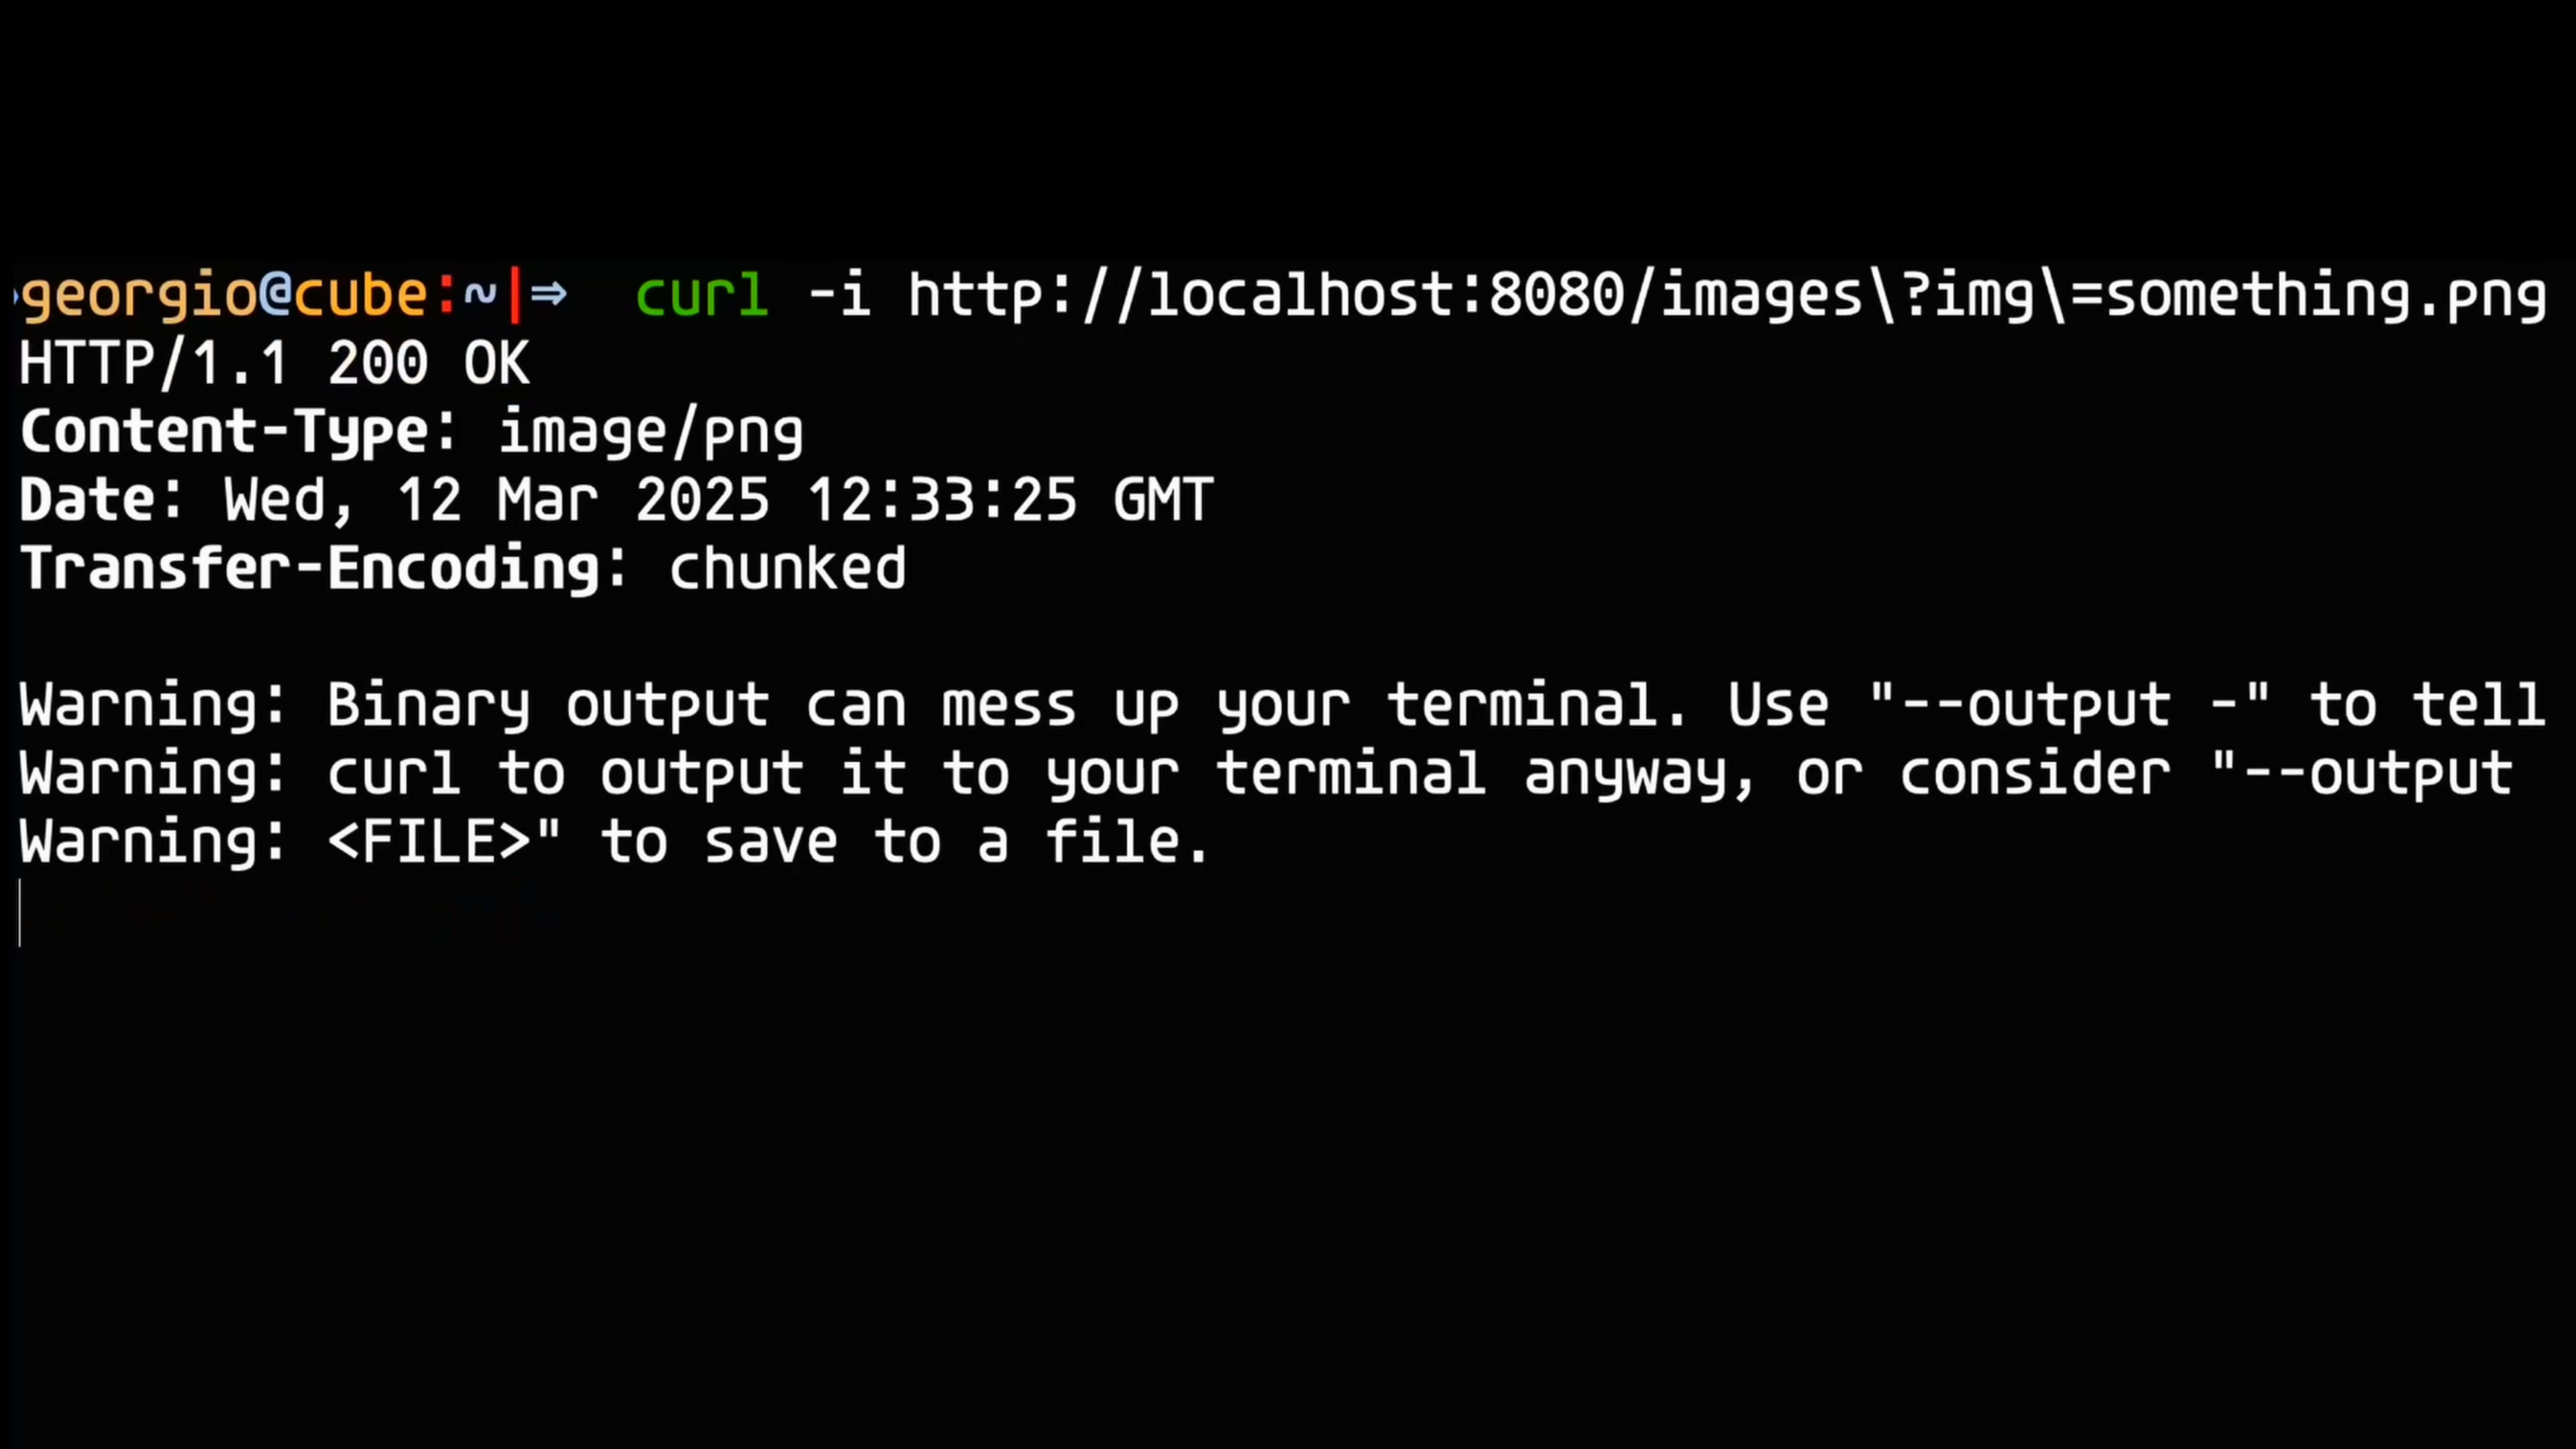 georgio@cube:~|⇒  curl -i http://localhost:8080/images\?img\=something.png
HTTP/1.1 200 OK
Content-Type: image/png
Date: Wed, 12 Mar 2025 12:33:25 GMT
Transfer-Encoding: chunked

Warning: Binary output can mess up your terminal. Use "--output -" to tell
Warning: curl to output it to your terminal anyway, or consider "--output
Warning: <FILE>" to save to a file.